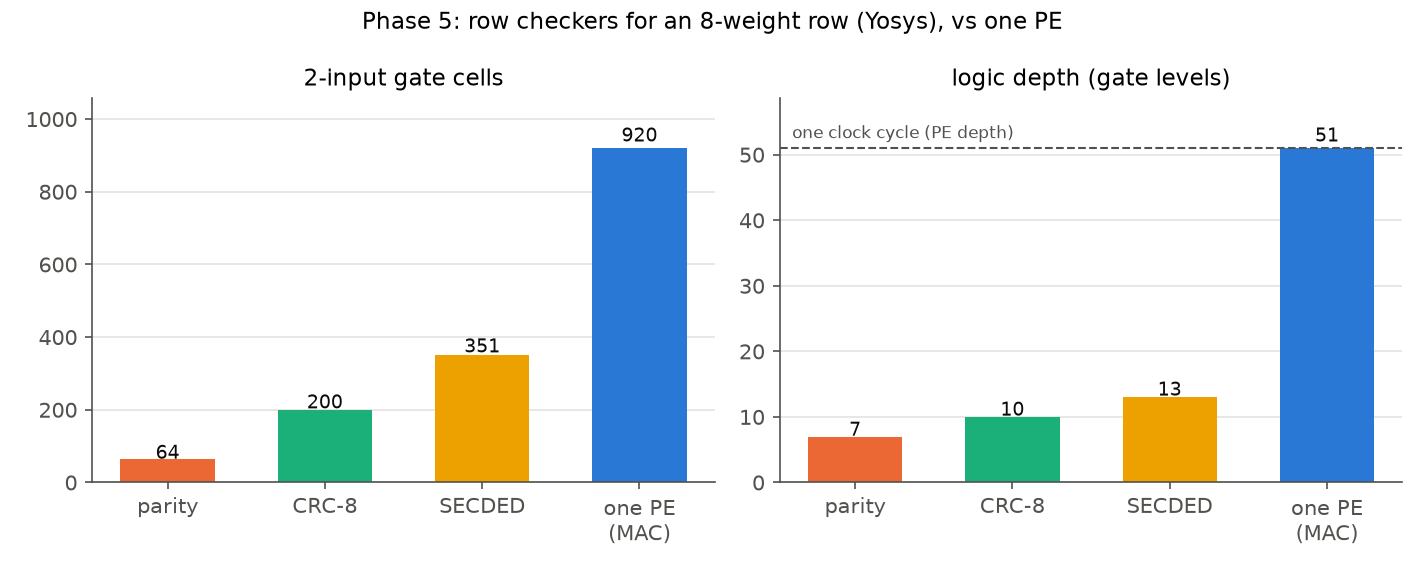 Phase 5: row checkers for an 8-weight row (Yosys), vs one PE
2-input gate cells
1000
800
600
400
200
0
64
200
351
920
parity
CRC-8
SECDED
one PE
(MAC)
logic depth (gate levels)
one clock cycle (PE depth)
50
40
30
20
10
0
7
10
13
51
parity
CRC-8
SECDED
one PE
(MAC)